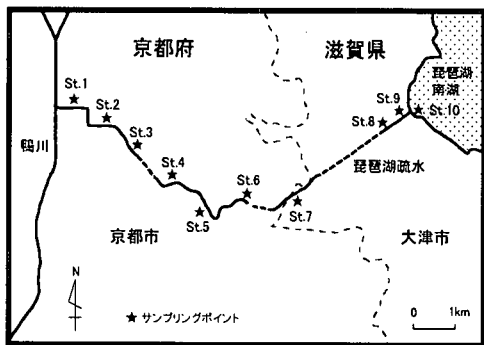 京都府
滋賀県
琵琶湖
南湖
St.1
St.2
St.3
St.4
St.5
St.6
St.7
St.8
St.9
St.10
鴨川
琵琶湖疏水
京都市
大津市
N
★ サンプリングポイント
0 1km